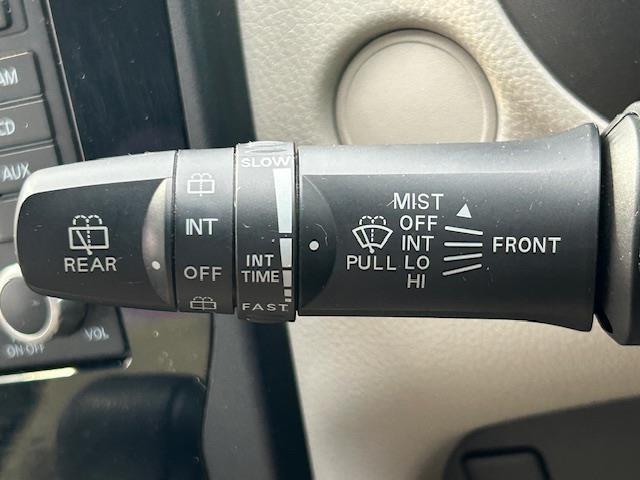 AM
CD
AUX
ON·OFF
VOL
REAR
INT
OFF
SLOW
INT
TIME
FAST
PULL
MIST
OFF
INT
LO
HI
FRONT